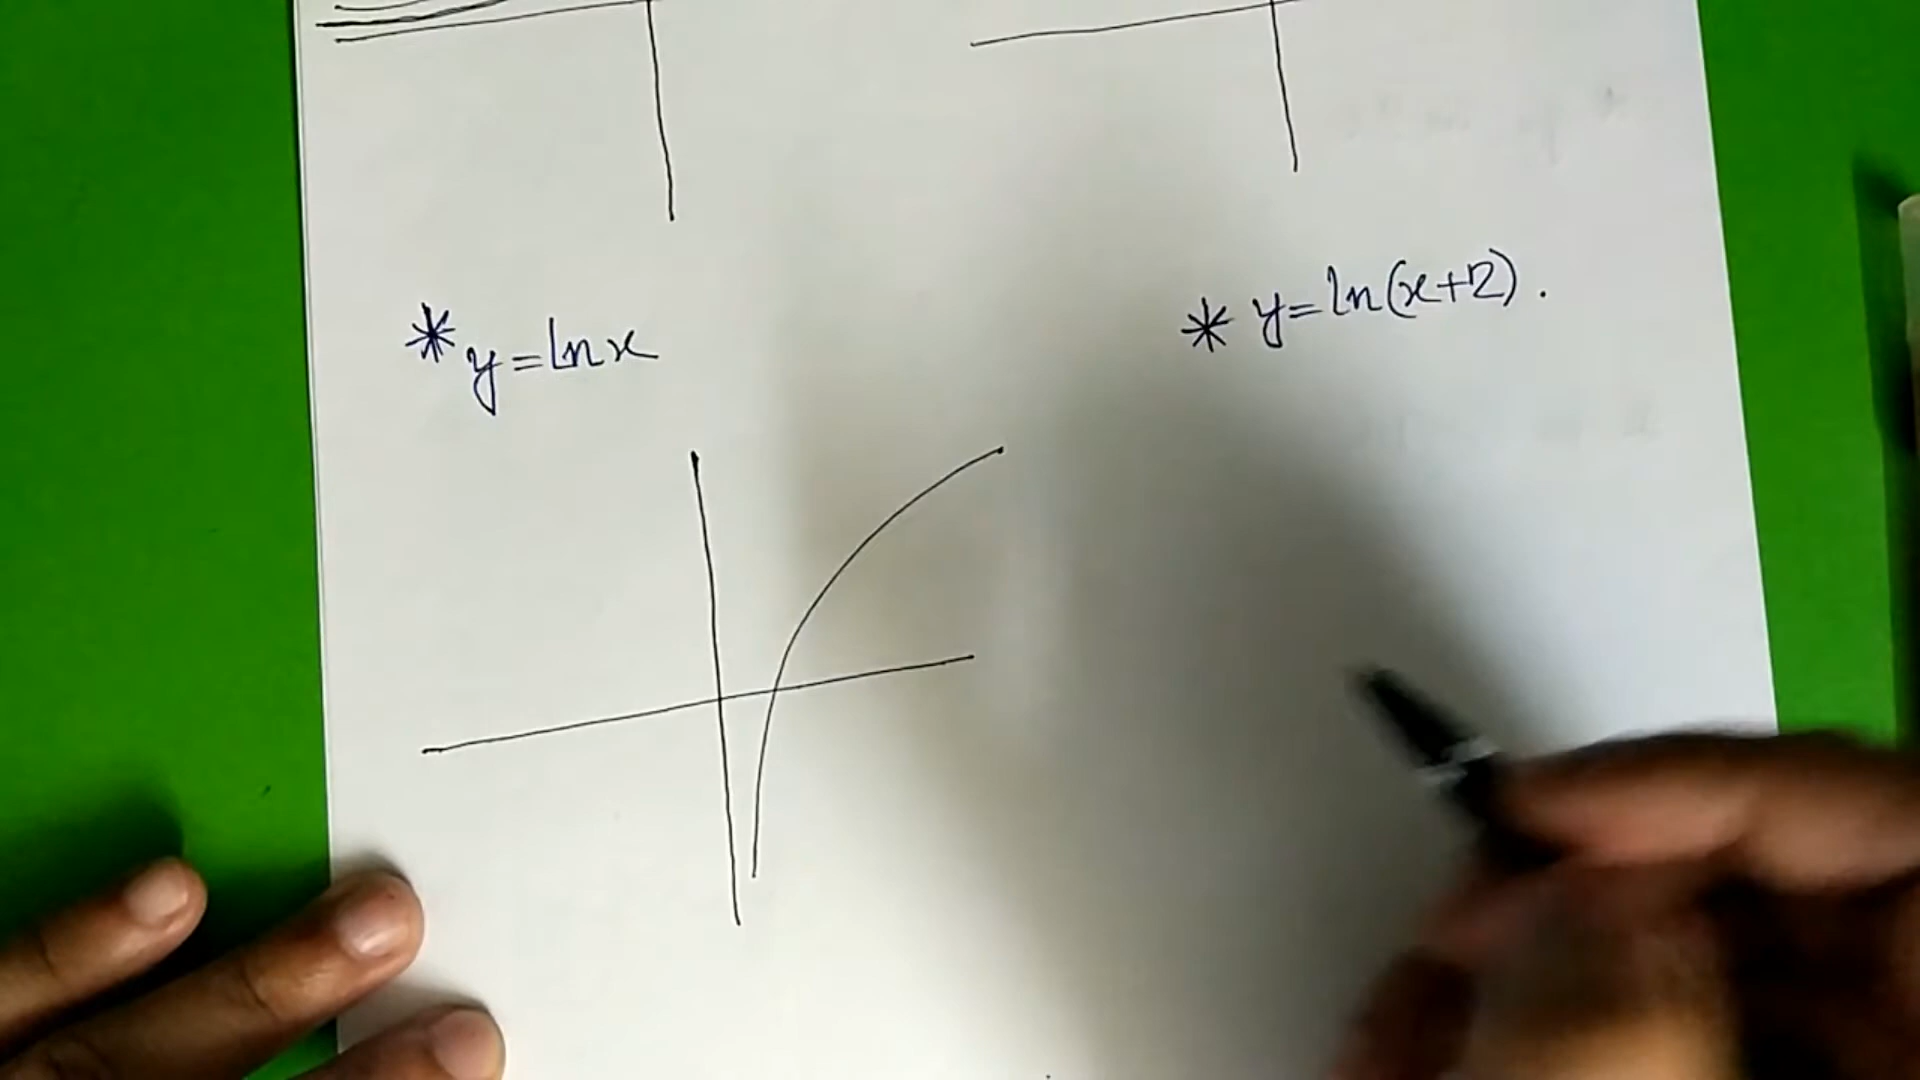 * y = ln x
* y = ln(x+2).